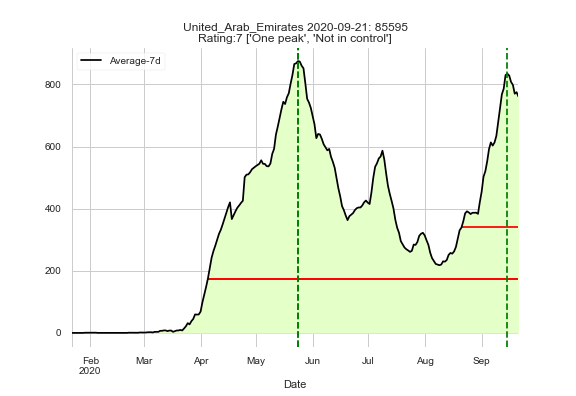 United_Arab_Emirates 2020-09-21: 85595
Rating:7 ['One peak', 'Not in control']
Average-7d
800
600
400
200
0
Feb Mar Apr May Jun Jul Aug Sep
2020
Date